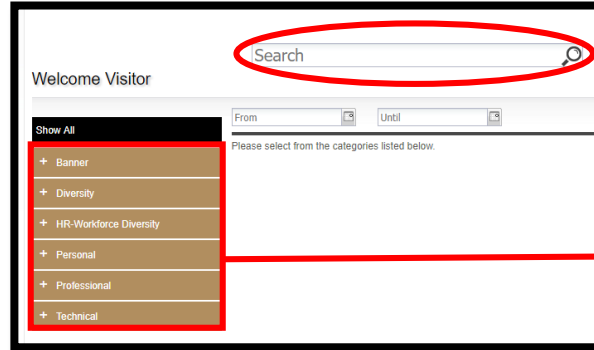 Search
Welcome Visitor
From Until
Show All
Please select from the categories listed below.
+ Banner
+ Diversity
+ HR-Workforce Diversity
+ Personal
+ Professional
+ Technical